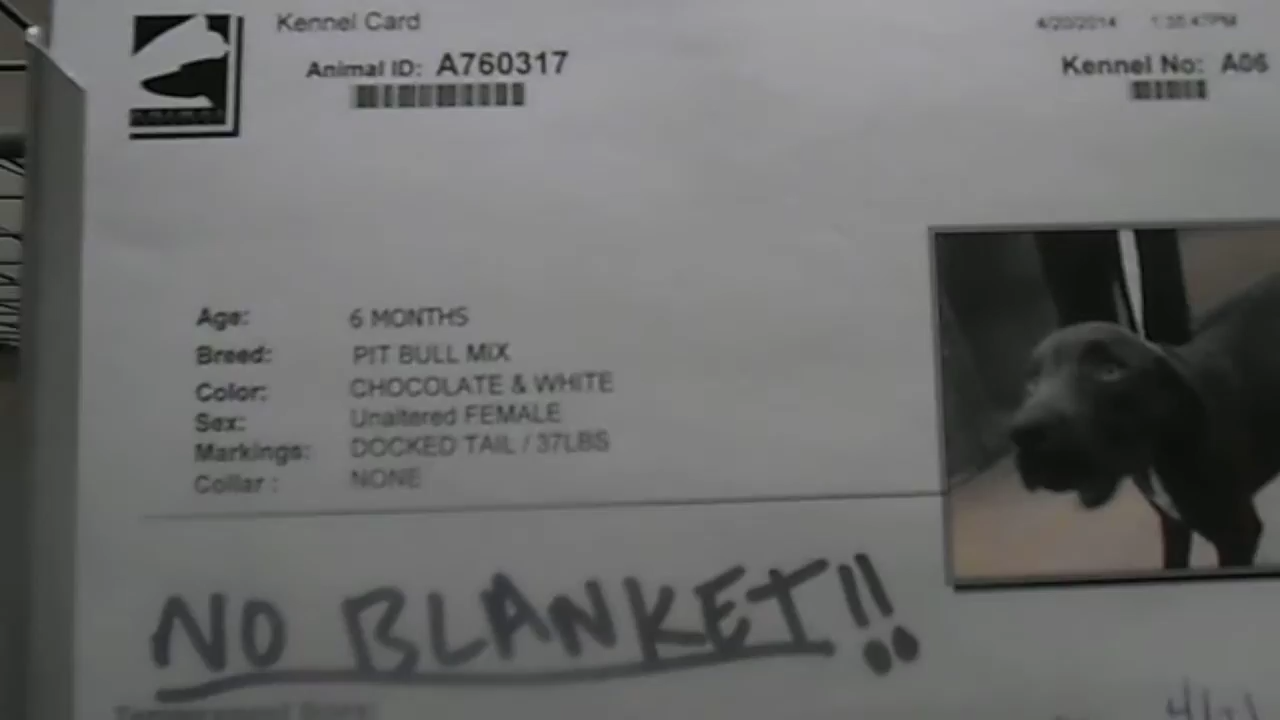 Kennel Card
4/20/2014 1:35:47PM
Animal ID: A760317
Kennel No: A06
ANIMAL
Age: 6 MONTHS
Breed: PIT BULL MIX
Color: CHOCOLATE & WHITE
Sex: Unaltered FEMALE
Markings: DOCKED TAIL / 37LBS
Collar : NONE
NO BLANKET!!